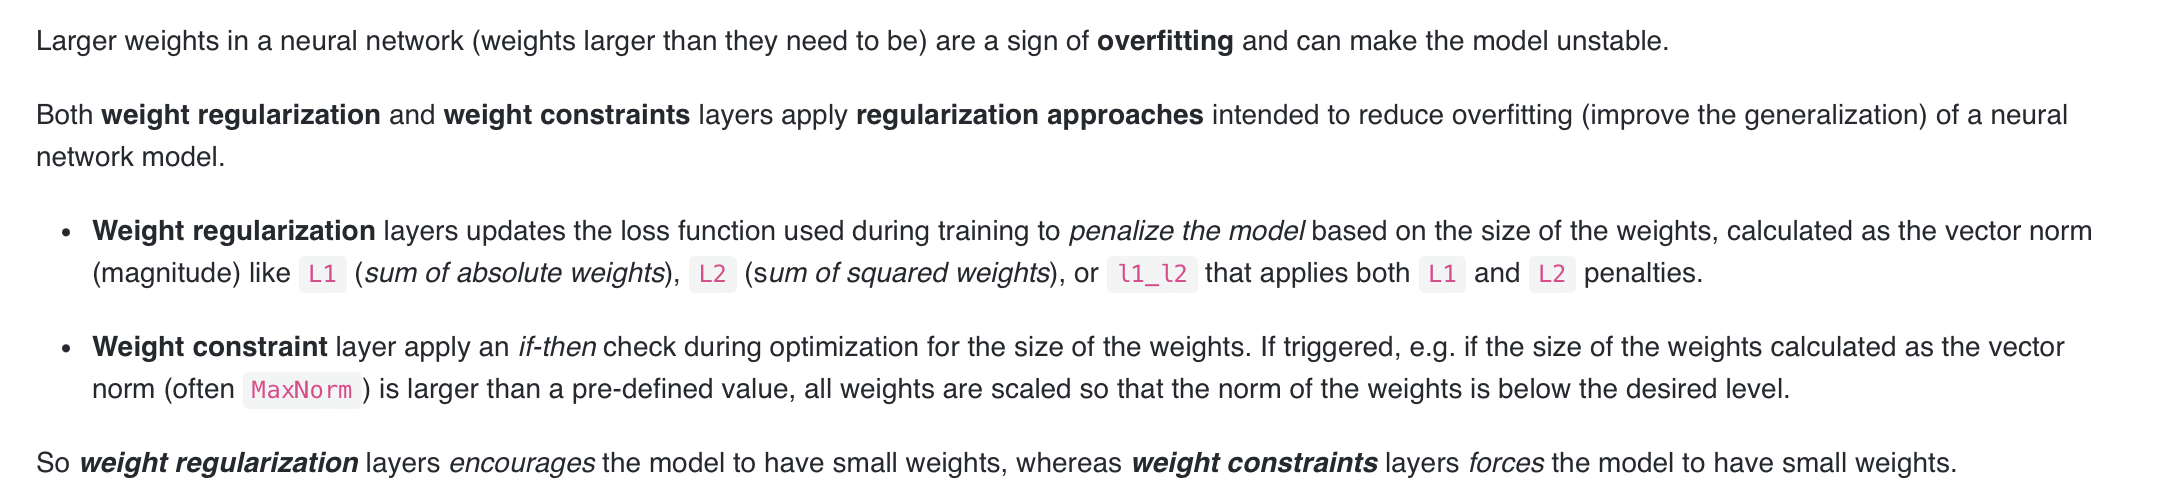 Larger weights in a neural network (weights larger than they need to be) are a sign of overfitting and can make the model unstable.
Both weight regularization and weight constraints layers apply regularization approaches intended to reduce overfitting (improve the generalization) of a neural
network model.
• Weight regularization layers updates the loss function used during training to penalize the model based on the size of the weights, calculated as the vector norm
(magnitude) like L1 (sum of absolute weights), L2 (sum of squared weights), or l1_l2 that applies both L1 and L2 penalties.
• Weight constraint layer apply an if-then check during optimization for the size of the weights. If triggered, e.g. if the size of the weights calculated as the vector
norm (often MaxNorm) is larger than a pre-defined value, all weights are scaled so that the norm of the weights is below the desired level.
So weight regularization layers encourages the model to have small weights, whereas weight constraints layers forces the model to have small weights.